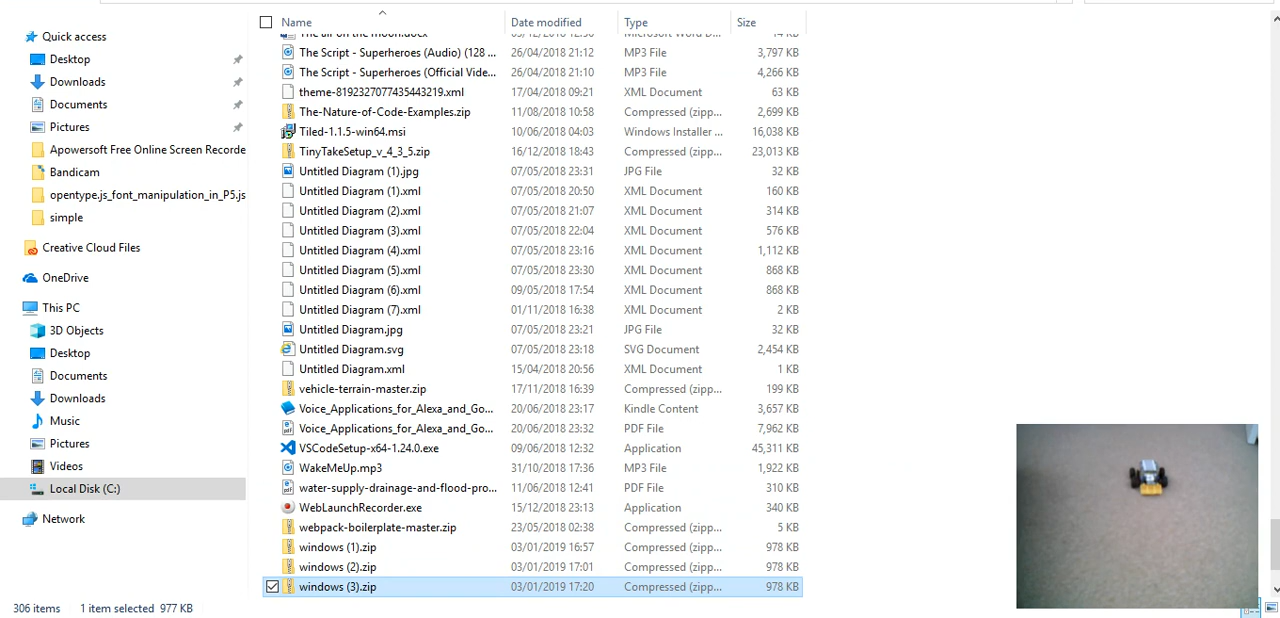 Name Date modified Type Size
The Script - Superheroes (Audio) (128 ... 26/04/2018 21:12 MP3 File 3,797 KB
The Script - Superheroes (Official Vide... 26/04/2018 21:10 MP3 File 4,266 KB
theme-8192327077435443219.xml 17/04/2018 09:21 XML Document 63 KB
The-Nature-of-Code-Examples.zip 11/08/2018 10:58 Compressed (zipp... 2,699 KB
Tiled-1.1.5-win64.msi 10/06/2018 04:03 Windows Installer ... 16,038 KB
TinyTakeSetup_v_4_3_5.zip 16/12/2018 18:43 Compressed (zipp... 23,013 KB
Untitled Diagram (1).jpg 07/05/2018 23:31 JPG File 32 KB
Untitled Diagram (1).xml 07/05/2018 20:50 XML Document 160 KB
Untitled Diagram (2).xml 07/05/2018 21:07 XML Document 314 KB
Untitled Diagram (3).xml 07/05/2018 22:04 XML Document 576 KB
Untitled Diagram (4).xml 07/05/2018 23:16 XML Document 1,112 KB
Untitled Diagram (5).xml 07/05/2018 23:30 XML Document 868 KB
Untitled Diagram (6).xml 09/05/2018 17:54 XML Document 868 KB
Untitled Diagram (7).xml 01/11/2018 16:38 XML Document 2 KB
Untitled Diagram.jpg 07/05/2018 23:21 JPG File 32 KB
Untitled Diagram.svg 07/05/2018 23:18 SVG Document 2,454 KB
Untitled Diagram.xml 15/04/2018 20:56 XML Document 1 KB
vehicle-terrain-master.zip 17/11/2018 16:39 Compressed (zipp... 199 KB
Voice_Applications_for_Alexa_and_Go... 20/06/2018 23:17 Kindle Content 3,657 KB
Voice_Applications_for_Alexa_and_Go... 20/06/2018 23:32 PDF File 7,962 KB
VSCodeSetup-x64-1.24.0.exe 09/06/2018 12:32 Application 45,311 KB
WakeMeUp.mp3 31/10/2018 17:36 MP3 File 1,922 KB
water-supply-drainage-and-flood-pro... 11/06/2018 12:41 PDF File 310 KB
WebLaunchRecorder.exe 15/12/2018 23:13 Application 340 KB
webpack-boilerplate-master.zip 23/05/2018 02:38 Compressed (zipp... 5 KB
windows (1).zip 03/01/2019 16:57 Compressed (zipp... 978 KB
windows (2).zip 03/01/2019 17:01 Compressed (zipp... 978 KB
windows (3).zip 03/01/2019 17:20 Compressed (zipp... 978 KB
Quick access
Desktop
Downloads
Documents
Pictures
Apowersoft Free Online Screen Recorde
Bandicam
opentype.js_font_manipulation_in_P5.js
simple
Creative Cloud Files
OneDrive
This PC
3D Objects
Desktop
Documents
Downloads
Music
Pictures
Videos
Local Disk (C:)
Network
306 items 1 item selected 977 KB